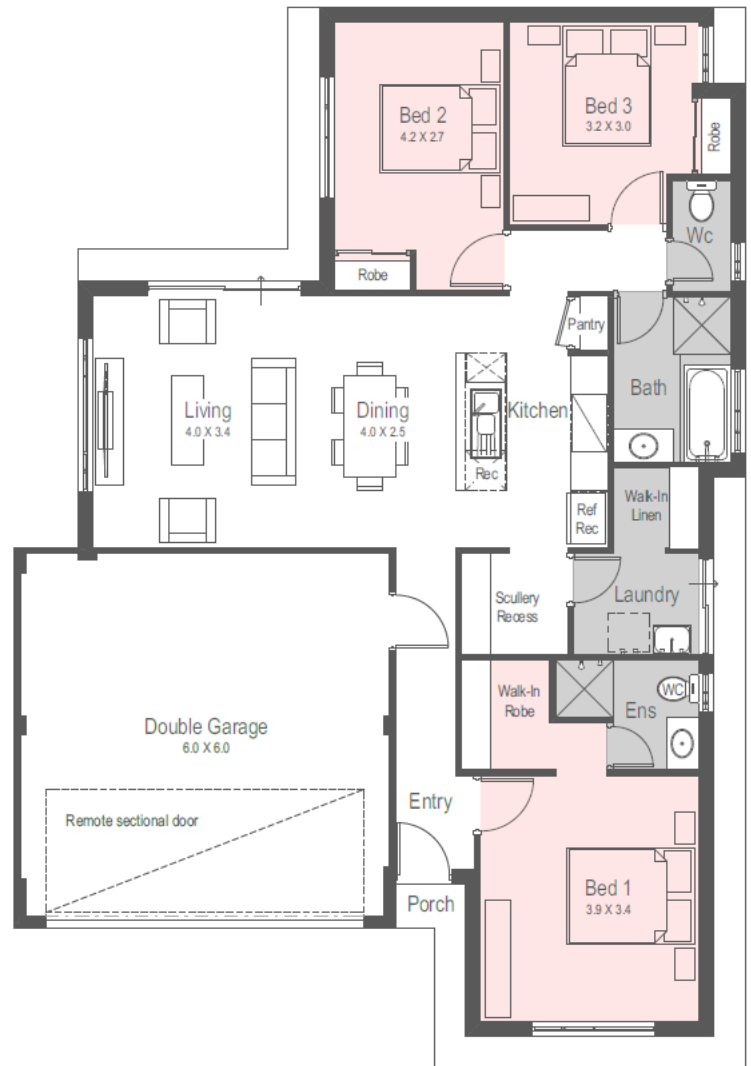 Bed 2
4.2 X 2.7
Bed 3
3.2 X 3.0
Robe
Wc
Robe
Pantry
Bath
Living
4.0 X 3.4
Dining
4.0 X 2.5
Kitchen
Rec
Walk-In
Linen
Ref
Rec
Laundry
Scullery
Recess
Walk-In
Robe
WC
Ens
Double Garage
6.0 X 6.0
Remote sectional door
Entry
Porch
Bed 1
3.9 X 3.4